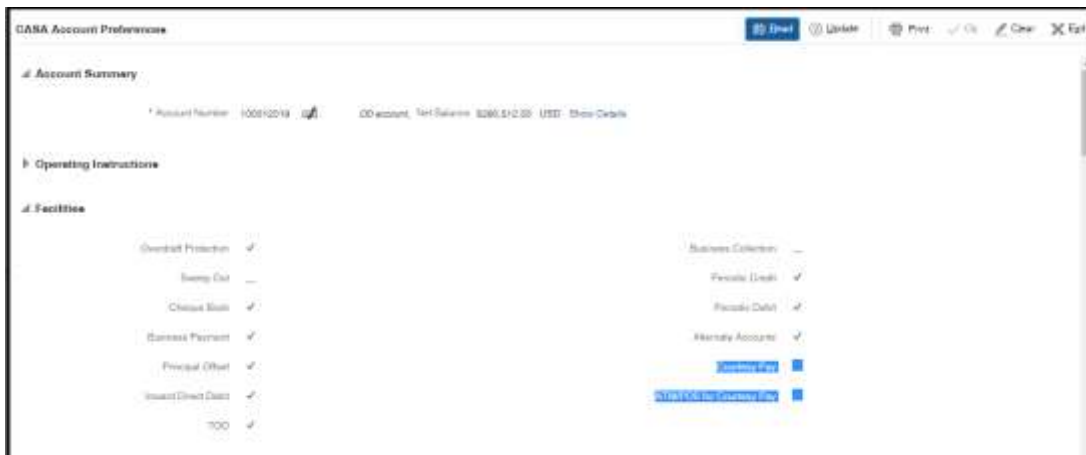 CASA Account Preferences Read Update Print Ok Clear Exit
Account Summary
* Account Number 100012019 OD account, Net Balance USD Show Details
Operating Instructions
Facilities
Overdraft Protection Business Collection
Sweep Out Periodic Credit
Cheque Book Periodic Debit
Business Payment Alternate Accounts
Principal Offset Courtesy Pay
Inward Direct Debit ATM/POS for Courtesy Pay
TOD